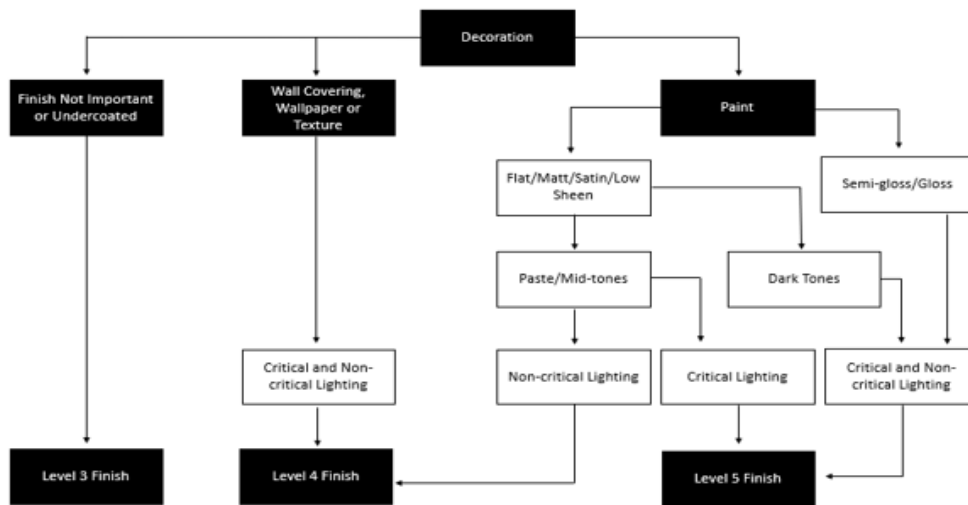 Decoration
Finish Not Important
or Undercoated
Wall Covering,
Wallpaper or
Texture
Paint
Flat/Matt/Satin/Low
Sheen
Semi-gloss/Gloss
Paste/Mid-tones
Dark Tones
Critical and Non-
critical Lighting
Non-critical Lighting
Critical Lighting
Critical and Non-
critical Lighting
Level 3 Finish
Level 4 Finish
Level 5 Finish